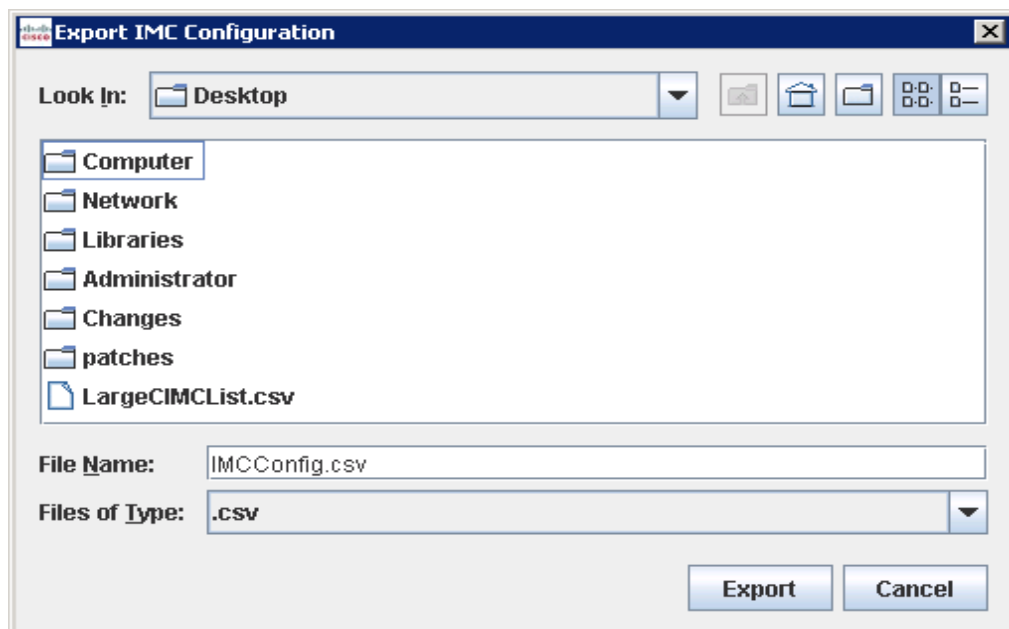 cisco Export IMC Configuration
Look In: Desktop
Computer
Network
Libraries
Administrator
Changes
patches
LargeCIMCList.csv
File Name: IMCConfig.csv
Files of Type: .csv
Export Cancel